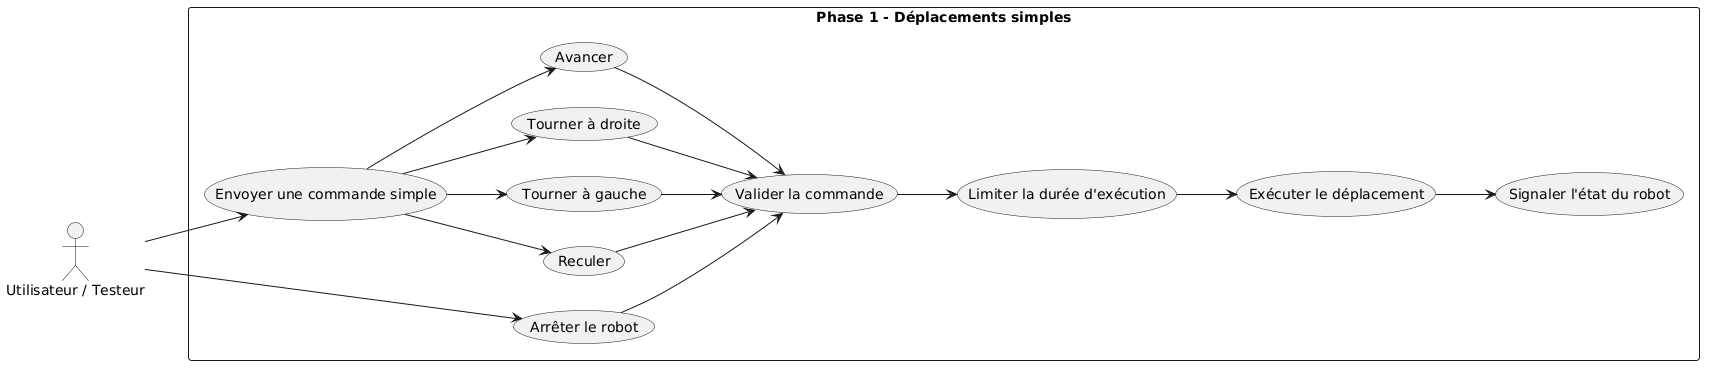 Phase 1 - Déplacements simples
Avancer
Tourner à droite
Envoyer une commande simple
Tourner à gauche
Valider la commande
Limiter la durée d'exécution
Exécuter le déplacement
Signaler l'état du robot
Reculer
Utilisateur / Testeur
Arrêter le robot